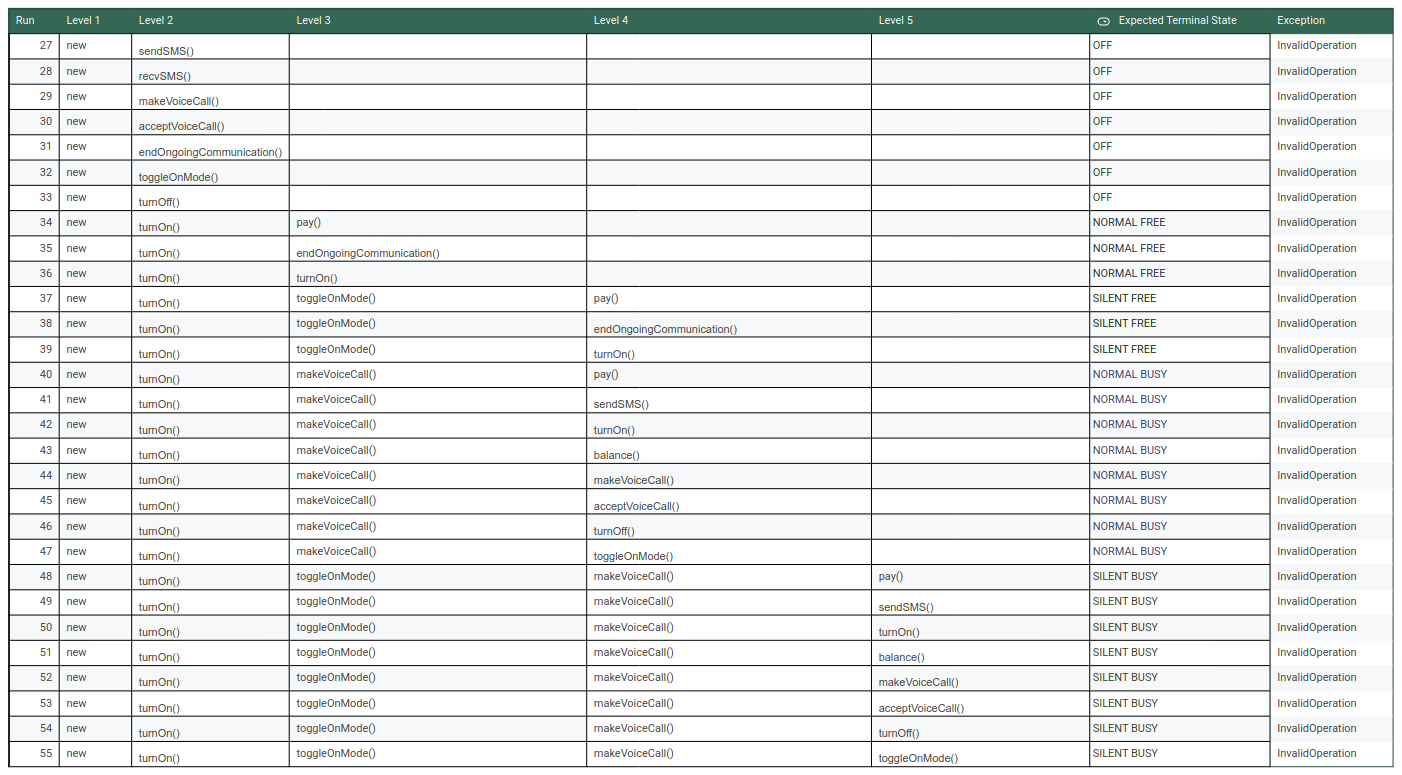 Run Level 1 Level 2 Level 3 Level 4 Level 5 Expected Terminal State Exception
27 new sendSMS() OFF InvalidOperation
28 new recvSMS() OFF InvalidOperation
29 new makeVoiceCall() OFF InvalidOperation
30 new acceptVoiceCall() OFF InvalidOperation
31 new endOngoingCommunication() OFF InvalidOperation
32 new toggleOnMode() OFF InvalidOperation
33 new turnOff() OFF InvalidOperation
34 new turnOn() pay() NORMAL FREE InvalidOperation
35 new turnOn() endOngoingCommunication() NORMAL FREE InvalidOperation
36 new turnOn() turnOn() NORMAL FREE InvalidOperation
37 new turnOn() toggleOnMode() pay() SILENT FREE InvalidOperation
38 new turnOn() toggleOnMode() endOngoingCommunication() SILENT FREE InvalidOperation
39 new turnOn() toggleOnMode() turnOn() SILENT FREE InvalidOperation
40 new turnOn() makeVoiceCall() pay() NORMAL BUSY InvalidOperation
41 new turnOn() makeVoiceCall() sendSMS() NORMAL BUSY InvalidOperation
42 new turnOn() makeVoiceCall() turnOn() NORMAL BUSY InvalidOperation
43 new turnOn() makeVoiceCall() balance() NORMAL BUSY InvalidOperation
44 new turnOn() makeVoiceCall() makeVoiceCall() NORMAL BUSY InvalidOperation
45 new turnOn() makeVoiceCall() acceptVoiceCall() NORMAL BUSY InvalidOperation
46 new turnOn() makeVoiceCall() turnOff() NORMAL BUSY InvalidOperation
47 new turnOn() makeVoiceCall() toggleOnMode() NORMAL BUSY InvalidOperation
48 new turnOn() toggleOnMode() makeVoiceCall() pay() SILENT BUSY InvalidOperation
49 new turnOn() toggleOnMode() makeVoiceCall() sendSMS() SILENT BUSY InvalidOperation
50 new turnOn() toggleOnMode() makeVoiceCall() turnOn() SILENT BUSY InvalidOperation
51 new turnOn() toggleOnMode() makeVoiceCall() balance() SILENT BUSY InvalidOperation
52 new turnOn() toggleOnMode() makeVoiceCall() makeVoiceCall() SILENT BUSY InvalidOperation
53 new turnOn() toggleOnMode() makeVoiceCall() acceptVoiceCall() SILENT BUSY InvalidOperation
54 new turnOn() toggleOnMode() makeVoiceCall() turnOff() SILENT BUSY InvalidOperation
55 new turnOn() toggleOnMode() makeVoiceCall() toggleOnMode() SILENT BUSY InvalidOperation